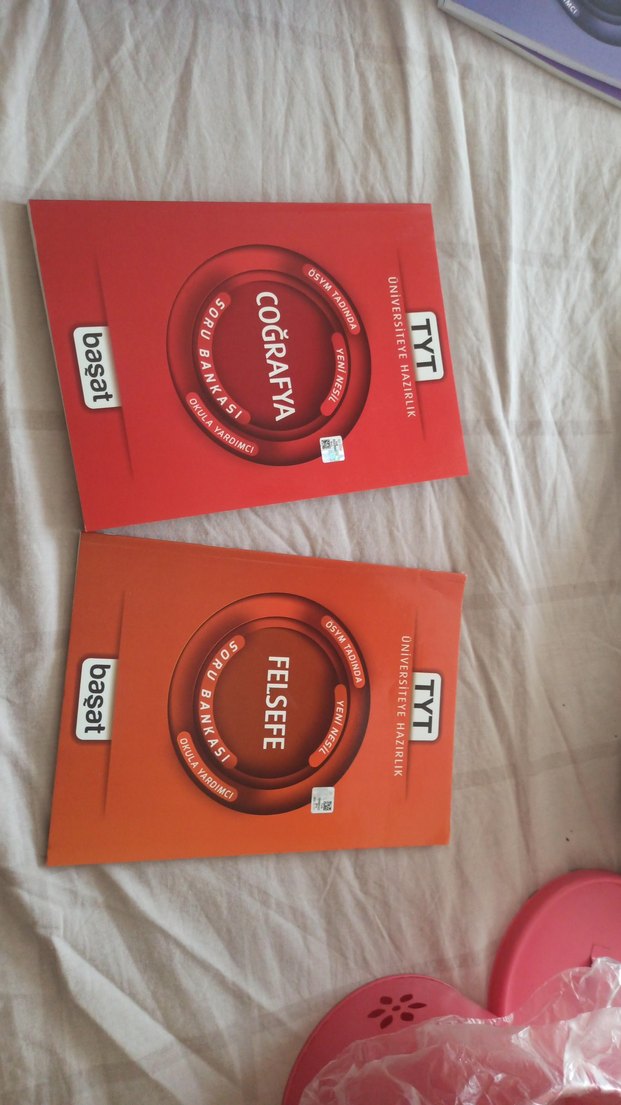 TYT
ÜNİVERSİTEYE HAZIRLIK
ÖSYM TADINDA
YENİ NESİL
COĞRAFYA
SORU BANKASI
OKULA YARDIMCI
başat
TYT
ÜNİVERSİTEYE HAZIRLIK
ÖSYM TADINDA
YENİ NESİL
FELSEFE
SORU BANKASI
OKULA YARDIMCI
başat